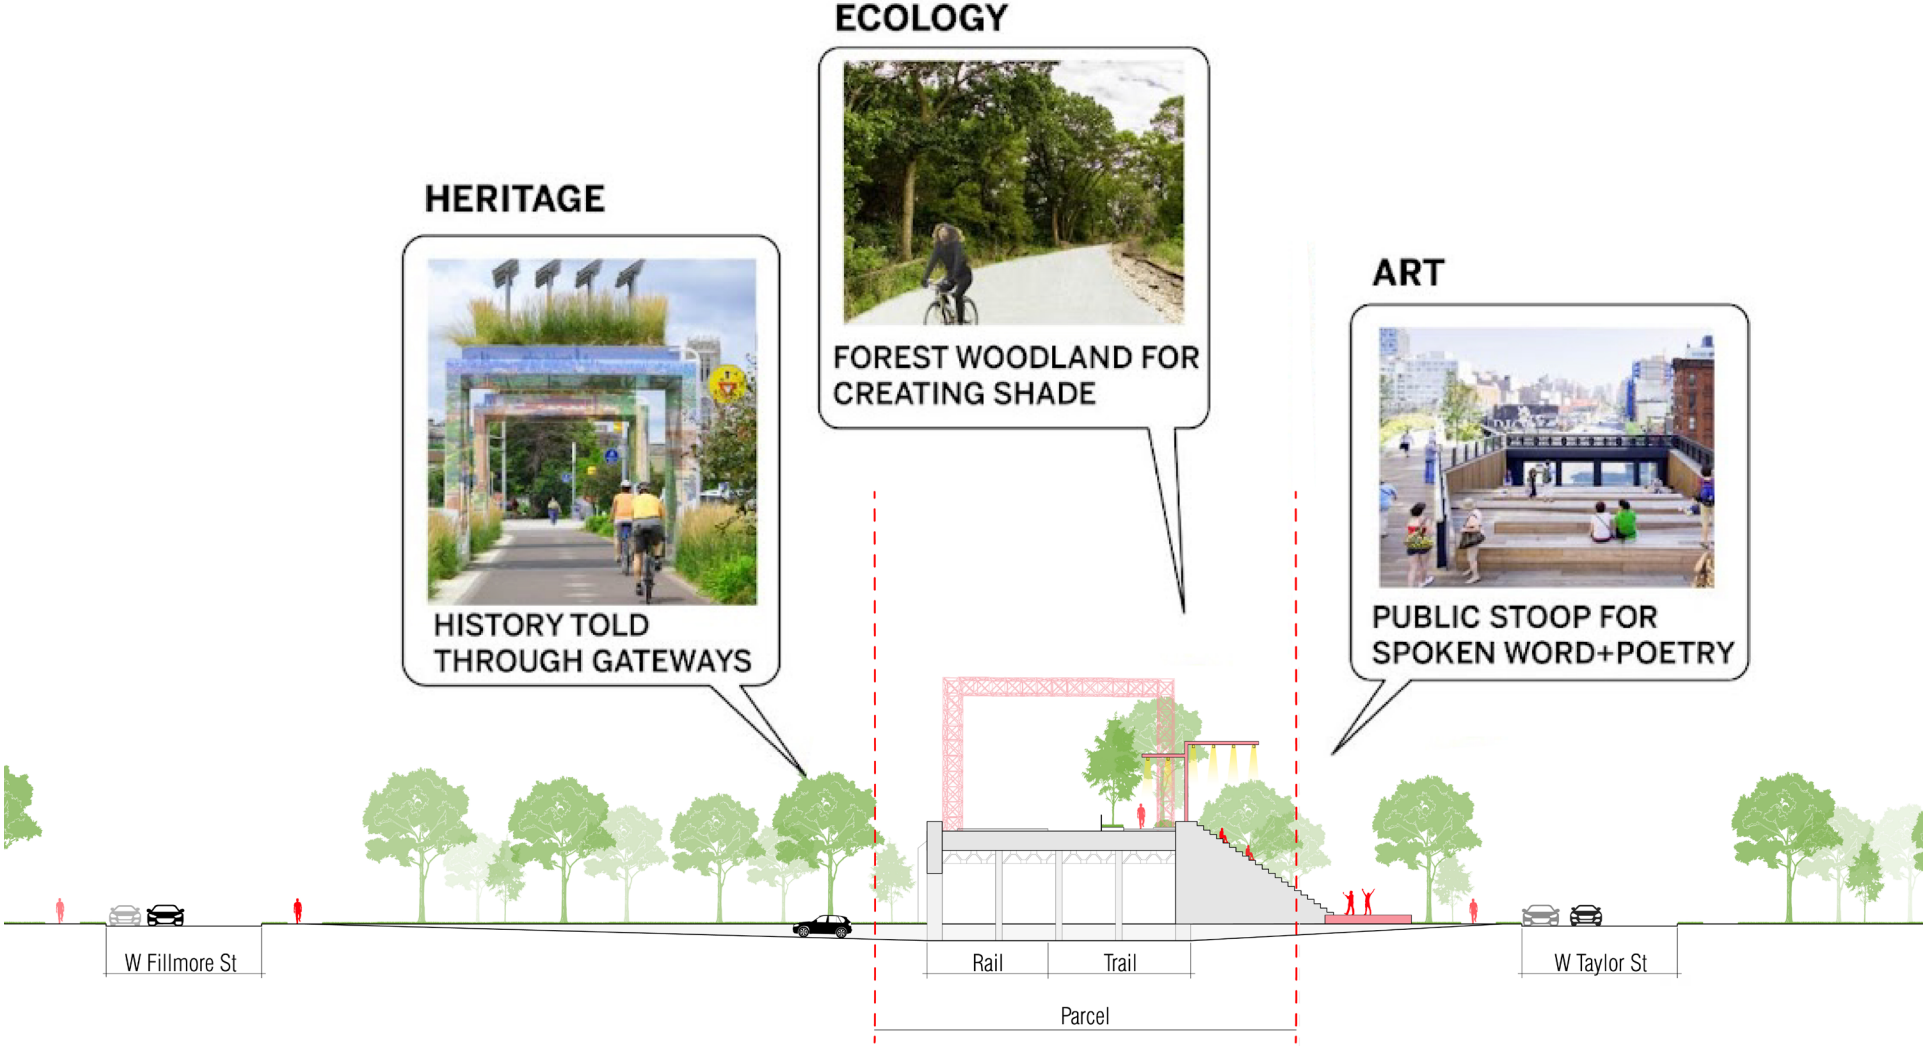 ECOLOGY
FOREST WOODLAND FOR
CREATING SHADE
HERITAGE
HISTORY TOLD
THROUGH GATEWAYS
ART
PUBLIC STOOP FOR
SPOKEN WORD+POETRY
W Fillmore St
Rail
Trail
W Taylor St
Parcel